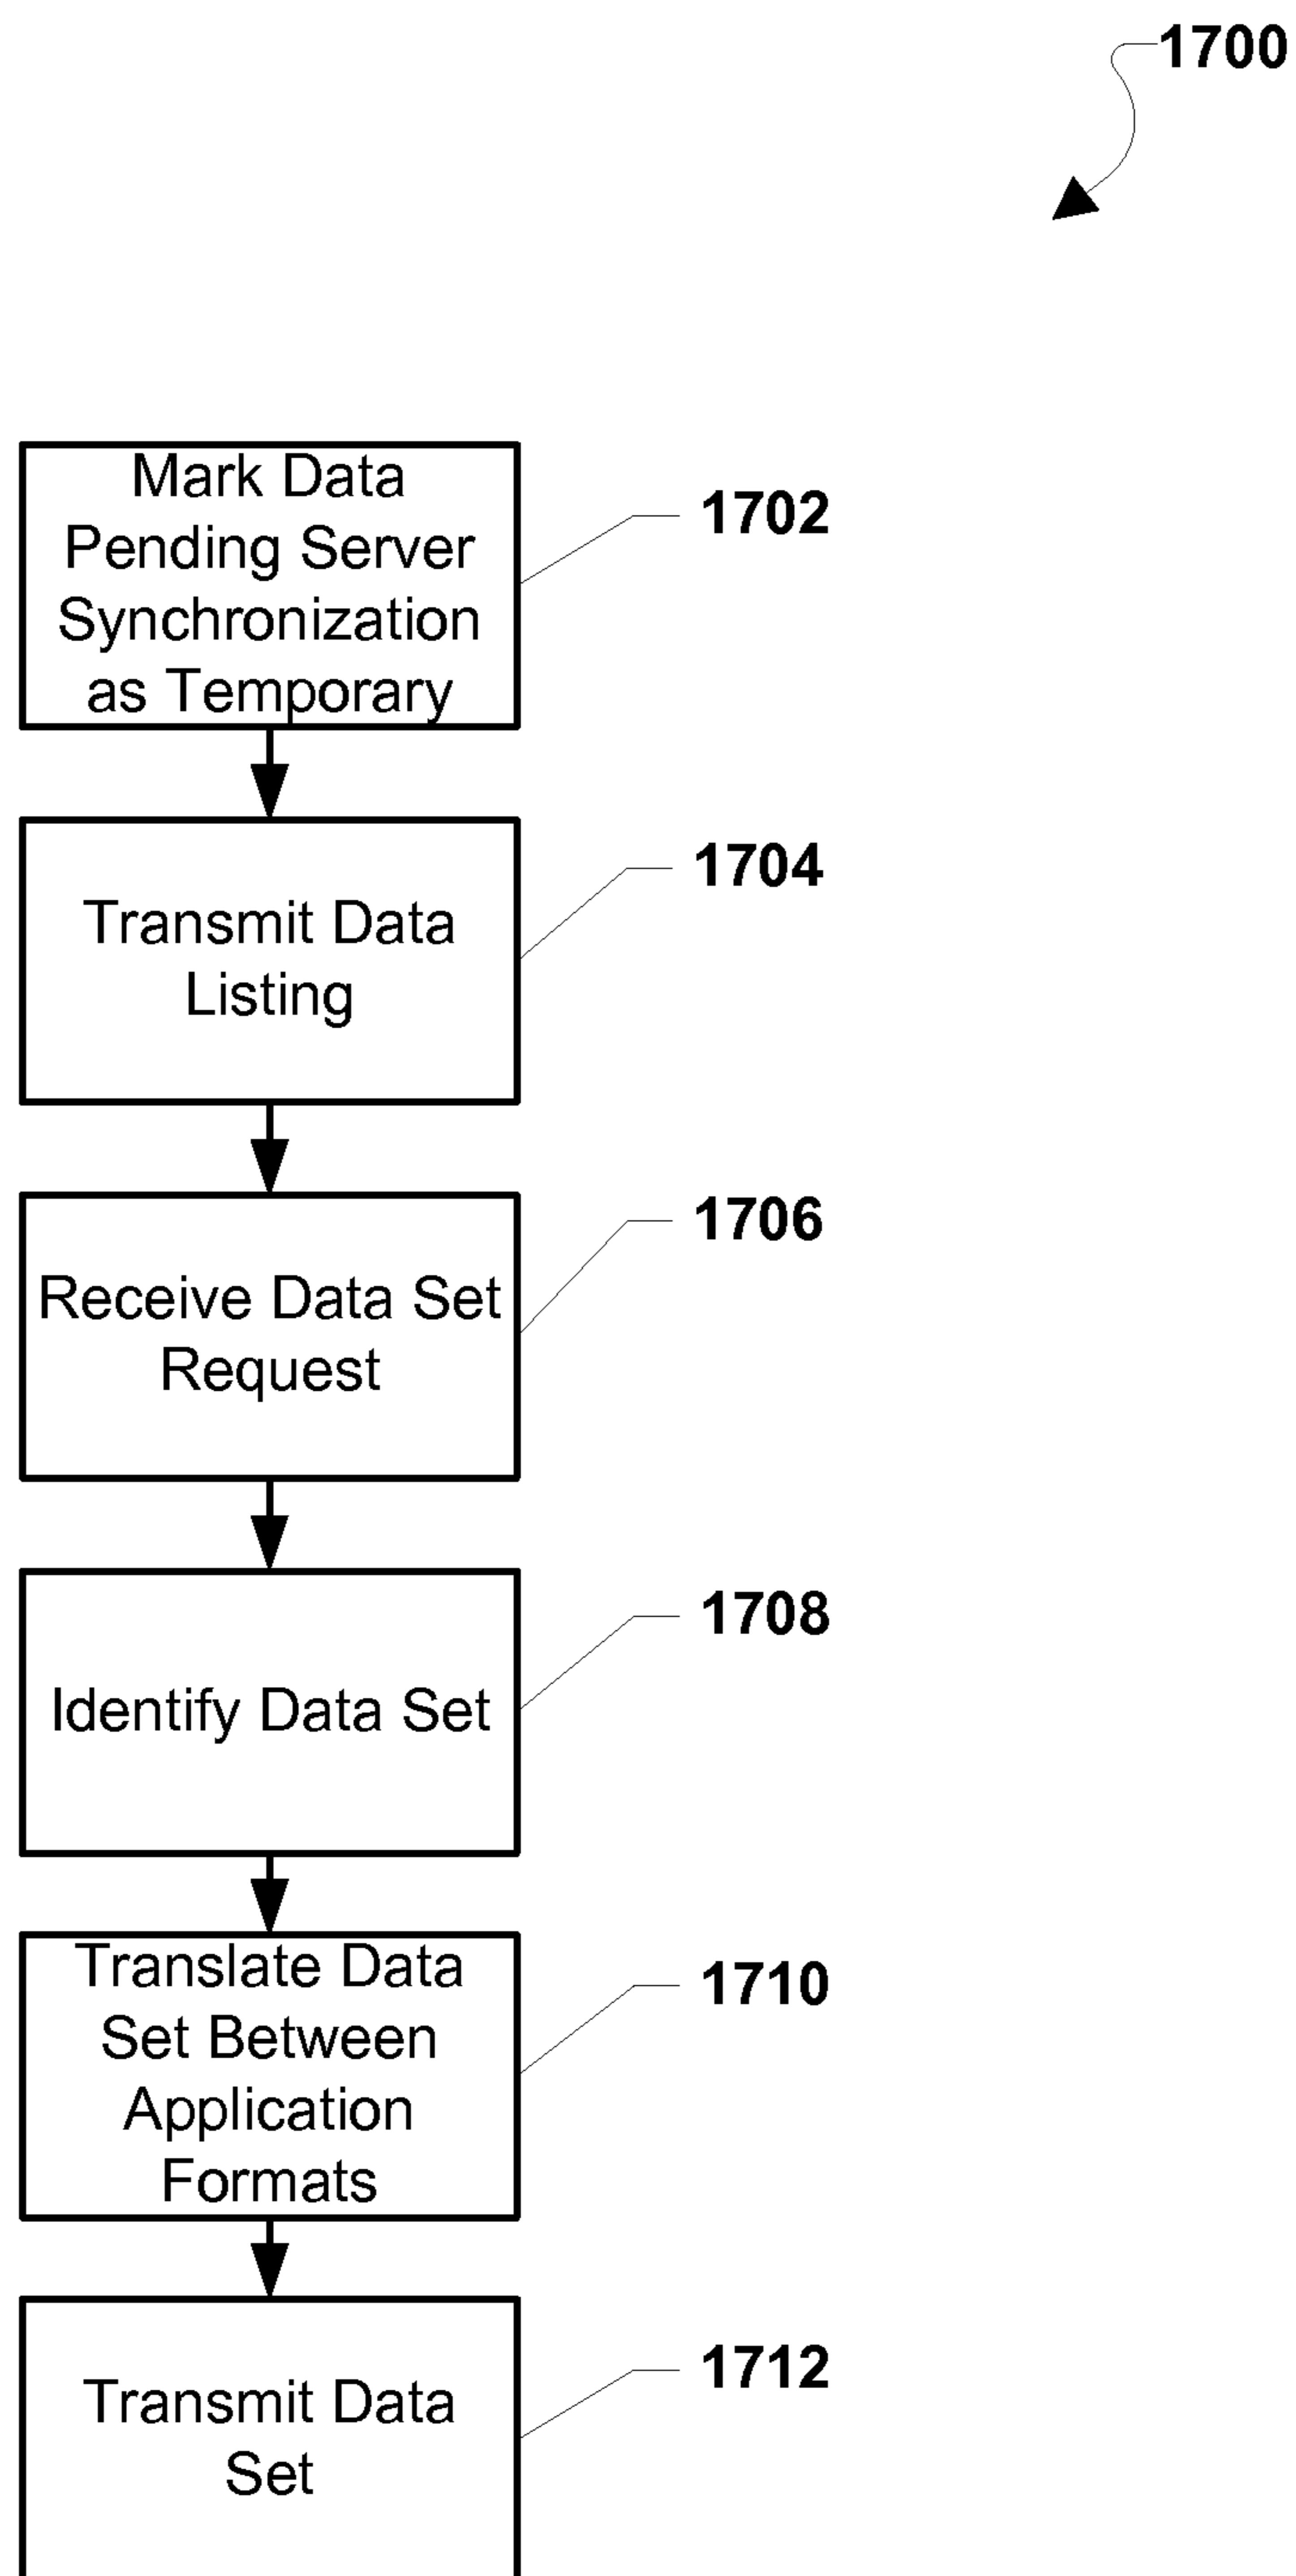 1700
Mark Data
Pending Server
Synchronization
as Temporary
1702
Transmit Data
Listing
1704
Receive Data Set
Request
1706
Identify Data Set
1708
Translate Data
Set Between
Application
Formats
1710
Transmit Data
Set
1712